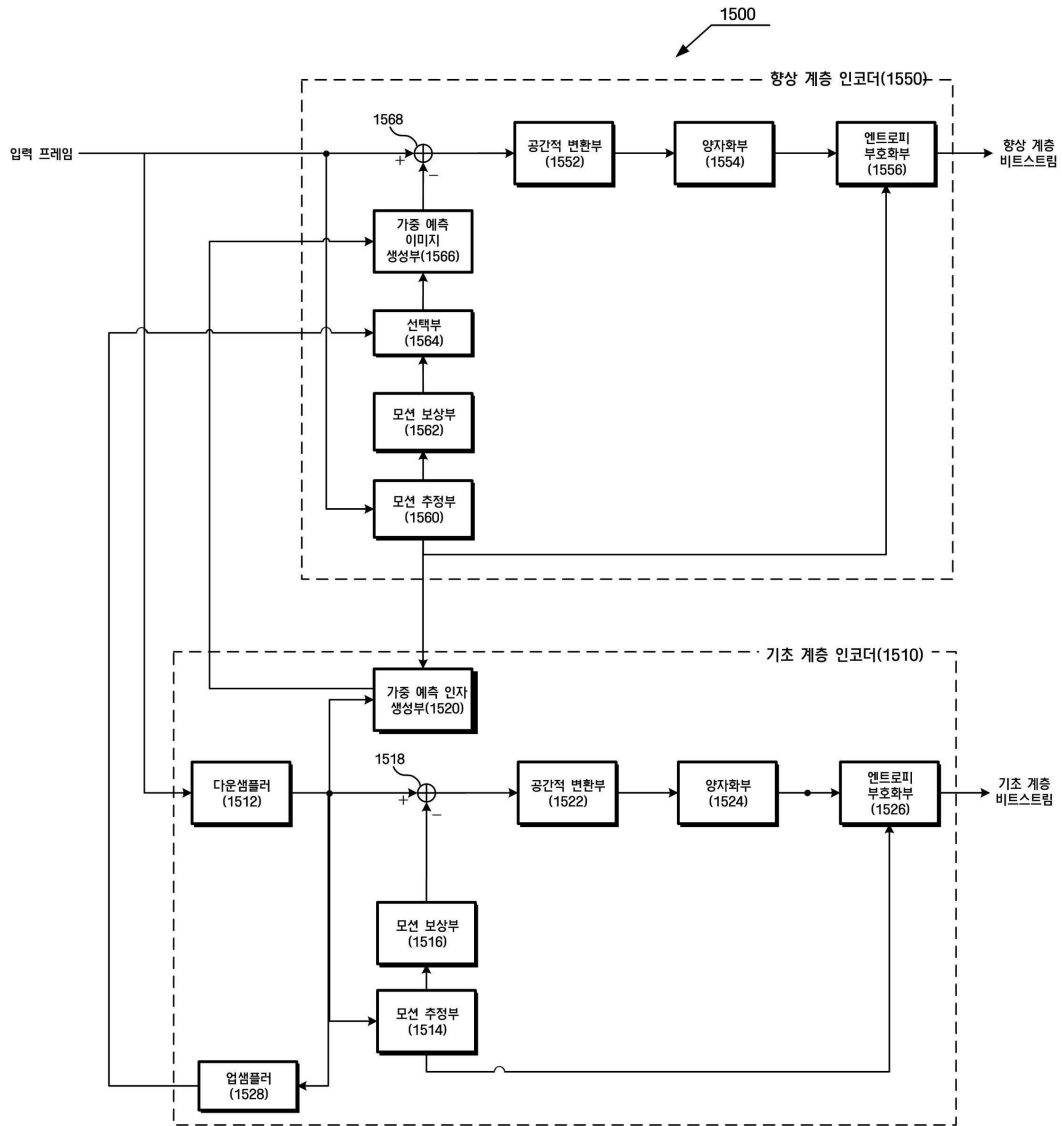 1500
향상 계층 인코더(1550)
1568
입력 프레임
+
−
공간적 변환부
(1552)
양자화부
(1554)
엔트로피
부호화부
(1556)
향상 계층
비트스트림
가중 예측
이미지
생성부(1566)
선택부
(1564)
모션 보상부
(1562)
모션 추정부
(1560)
기초 계층 인코더(1510)
가중 예측 인자
생성부(1520)
1518
다운샘플러
(1512)
+
−
공간적 변환부
(1522)
양자화부
(1524)
엔트로피
부호화부
(1526)
기초 계층
비트스트림
모션 보상부
(1516)
모션 추정부
(1514)
업샘플러
(1528)